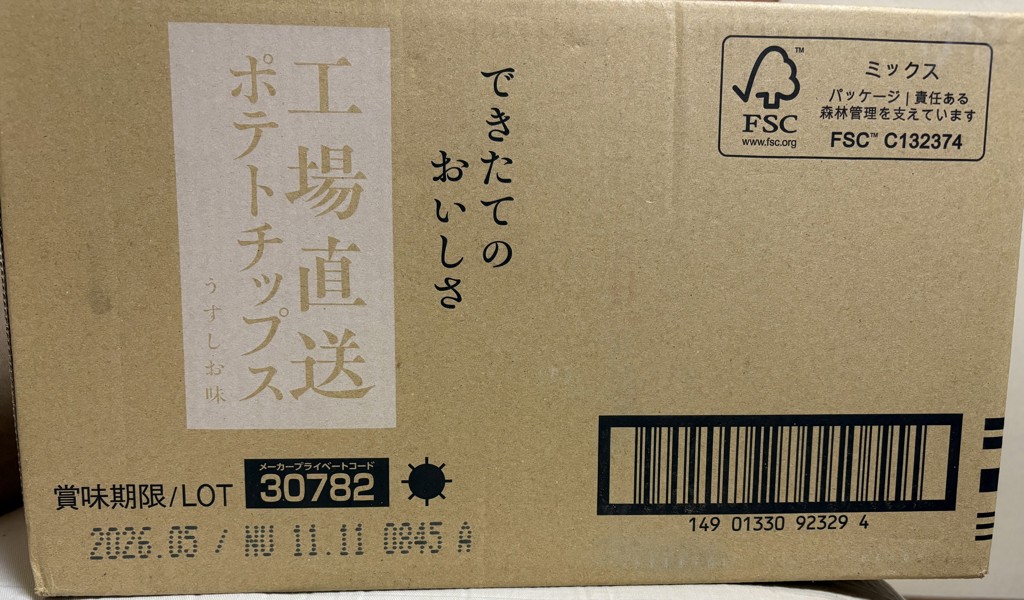 工場直送
ポテトチップス
うすしお味
できたての
おいしさ
FSC
™
www.fsc.org
ミックス
パッケージ | 責任ある
森林管理を支えています
FSC™ C132374
賞味期限/LOT
メーカープライベートコード
30782
2026.05 / NU 11.11 0845 A
149 01330 92329 4